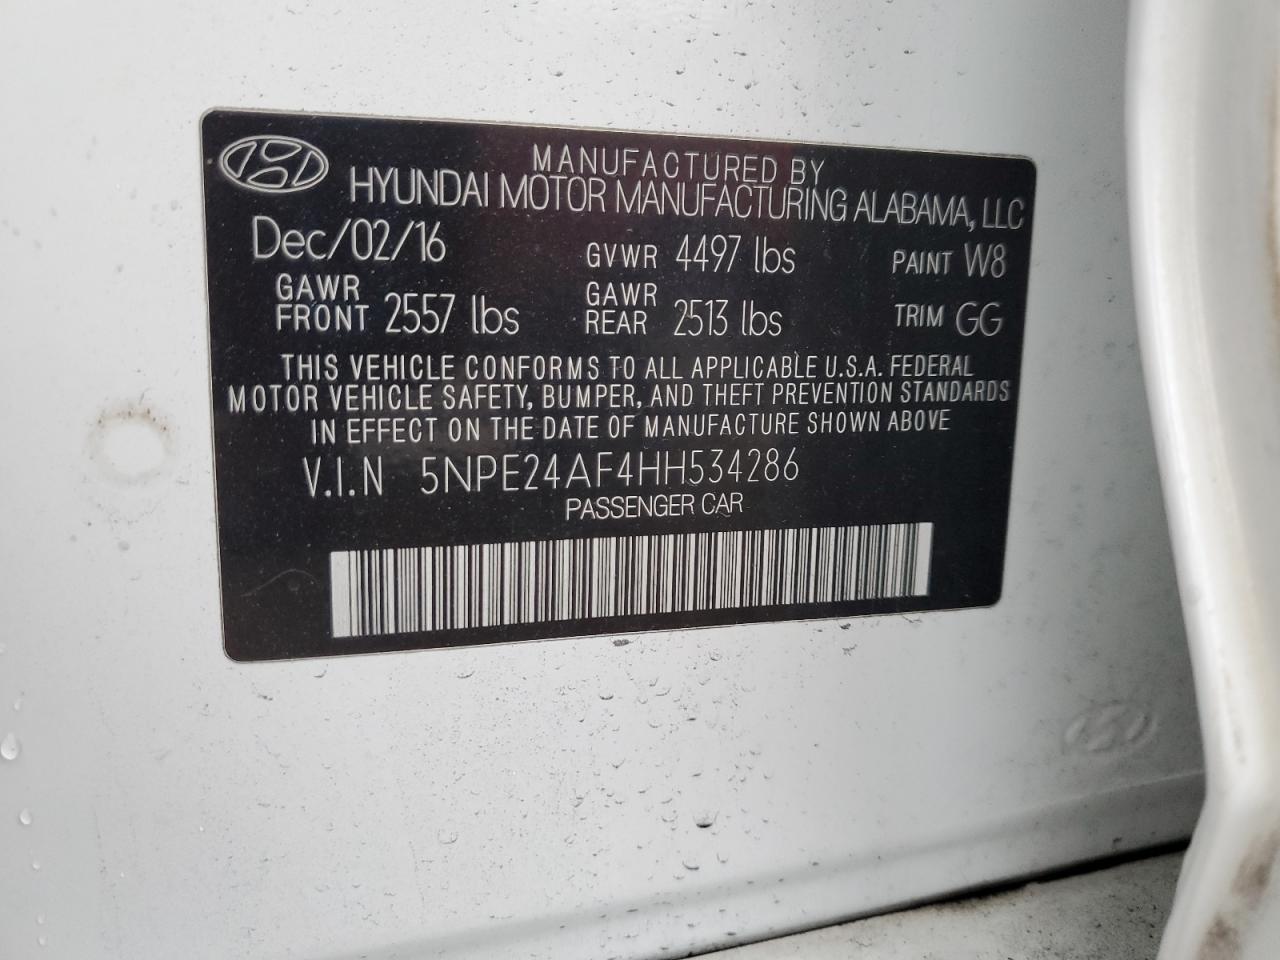 MANUFACTURED BY
HYUNDAI MOTOR MANUFACTURING ALABAMA, LLC
Dec/02/16 GVWR 4497 lbs PAINT W8
GAWR FRONT 2557 lbs GAWR REAR 2513 lbs TRIM GG
THIS VEHICLE CONFORMS TO ALL APPLICABLE U.S.A. FEDERAL
MOTOR VEHICLE SAFETY, BUMPER, AND THEFT PREVENTION STANDARDS
IN EFFECT ON THE DATE OF MANUFACTURE SHOWN ABOVE
V.I.N 5NPE24AF4HH534286
PASSENGER CAR